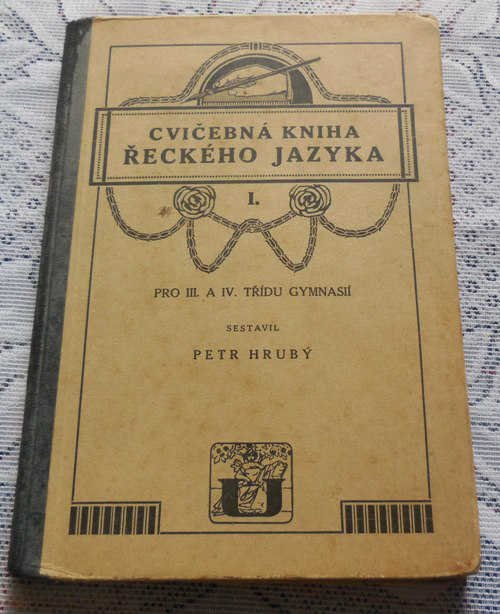 CVIČEBNÁ KNIHA
ŘECKÉHO JAZYKA
I.
PRO III. A IV. TŘÍDU GYMNASIÍ
SESTAVIL
PETR HRUBÝ
U